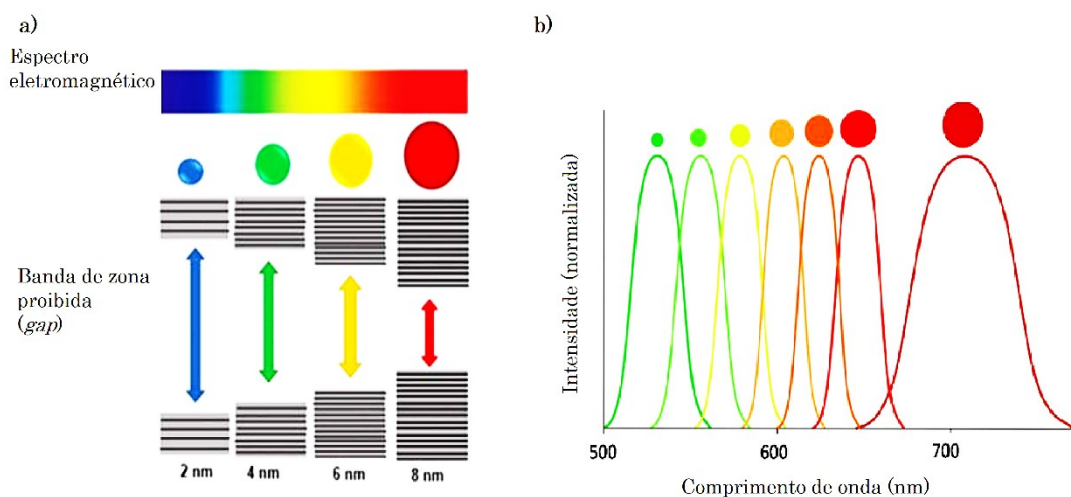 a)
Espectro
eletromagnético
Banda de zona
proibida
(gap)
2 nm
4 nm
6 nm
8 nm
b)
Intensidade (normalizada)
500
600
700
Comprimento de onda (nm)